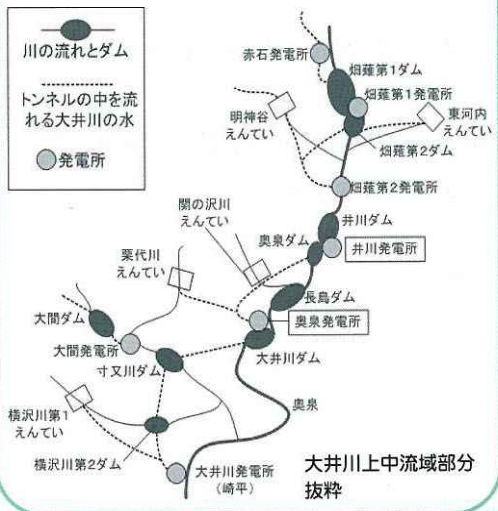 川の流れとダム
トンネルの中を流
れる大井川の水
発電所
赤石発電所
畑薙第1ダム
畑薙第1発電所
明神谷
えんてい
東河内
えんてい
畑薙第2ダム
畑薙第2発電所
関の沢川
えんてい
井川ダム
奥泉ダム
井川発電所
栗代川
えんてい
長島ダム
大間ダム
奥泉発電所
大間発電所
大井川ダム
寸又川ダム
横沢川第1
えんてい
奥泉
横沢川第2ダム
大井川発電所
(崎平)
大井川上中流域部分
抜粋